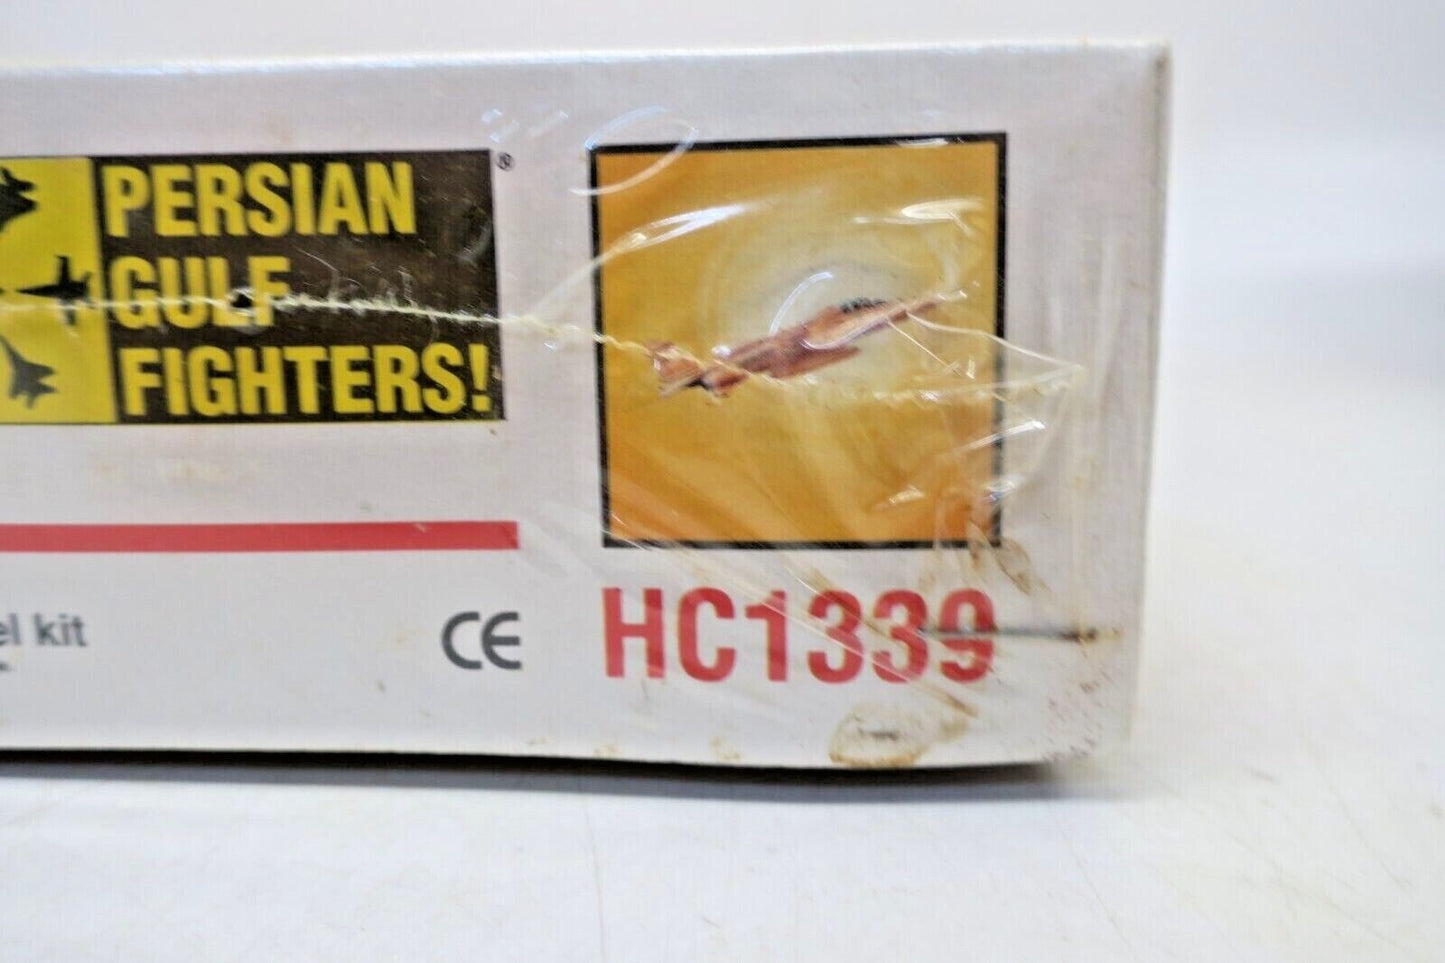 PERSIAN
GULF
FIGHTERS!
®
el kit
CE
HC1339